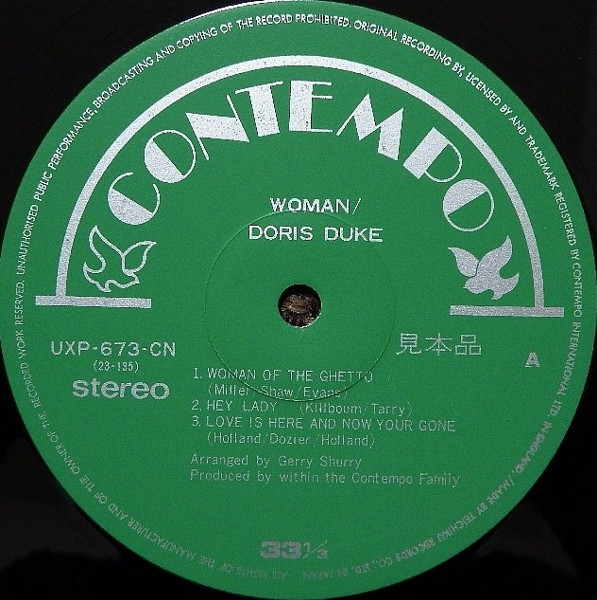 ALL RIGHTS OF THE MANUFACTURER AND OF THE OWNER OF THE RECORDED WORK RESERVED. UNAUTHORISED PUBLIC PERFORMANCE, BROADCASTING AND COPYING OF THE RECORD PROHIBITED. ORIGINAL RECORDING BY, LICENSED BY AND TRADEMARK REGISTERED BY CONTEMPO INTERNATIONAL LTD. IN ENGLAND. / MADE BY TEICHIKU RECORDS CO., LTD. IN JAPAN
CONTEMPO
WOMAN/
DORIS DUKE
UXP-673-CN
(23-135)
stereo
見本品
A
1. WOMAN OF THE GHETTO
(Miller/Shaw/Evans)
2. HEY LADY (Killboum/Tarry)
3. LOVE IS HERE AND NOW YOUR GONE
(Holland/Dozier/Holland)
Arranged by Gerry Shurry
Produced by within the Contempo Family
33 1/3